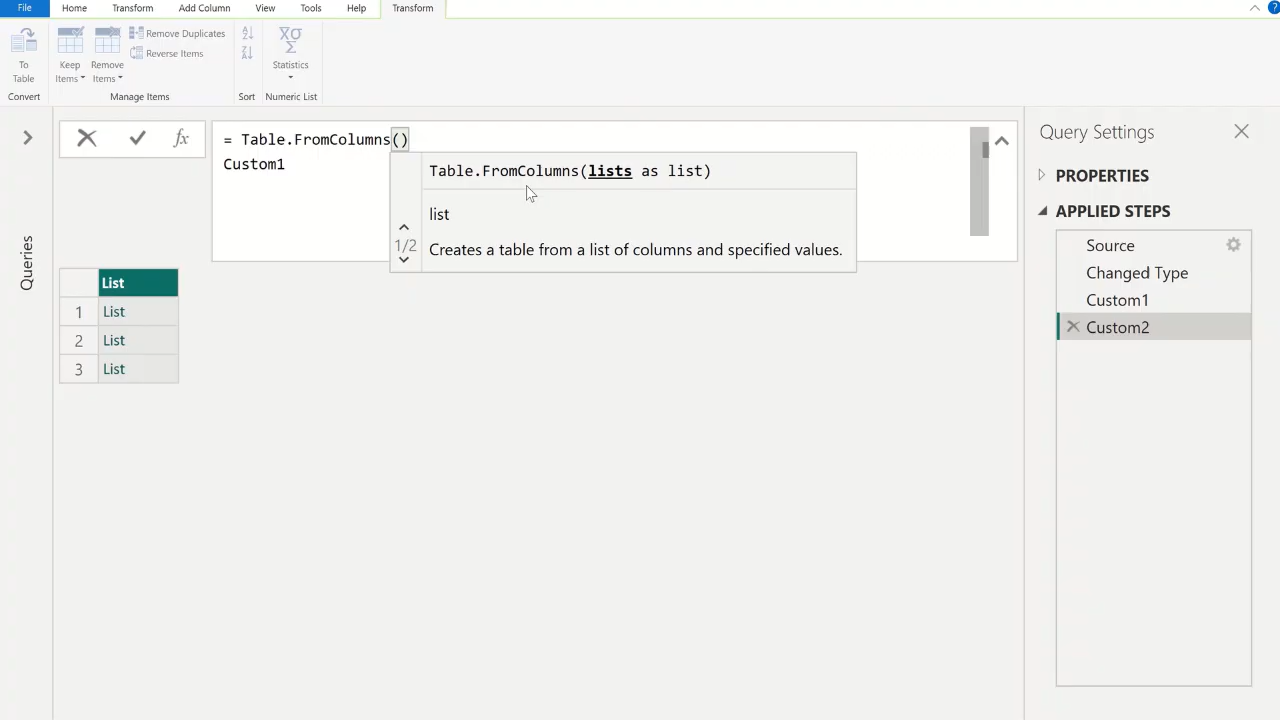 File Home Transform Add Column View Tools Help Transform
To Table
Convert
Keep Items
Remove Items
Remove Duplicates
Reverse Items
Manage Items
Sort
Statistics
Numeric List
= Table.FromColumns()
Custom1
Table.FromColumns(lists as list)
list
1/2
Creates a table from a list of columns and specified values.
Queries
List
1 List
2 List
3 List
Query Settings
PROPERTIES
APPLIED STEPS
Source
Changed Type
Custom1
Custom2